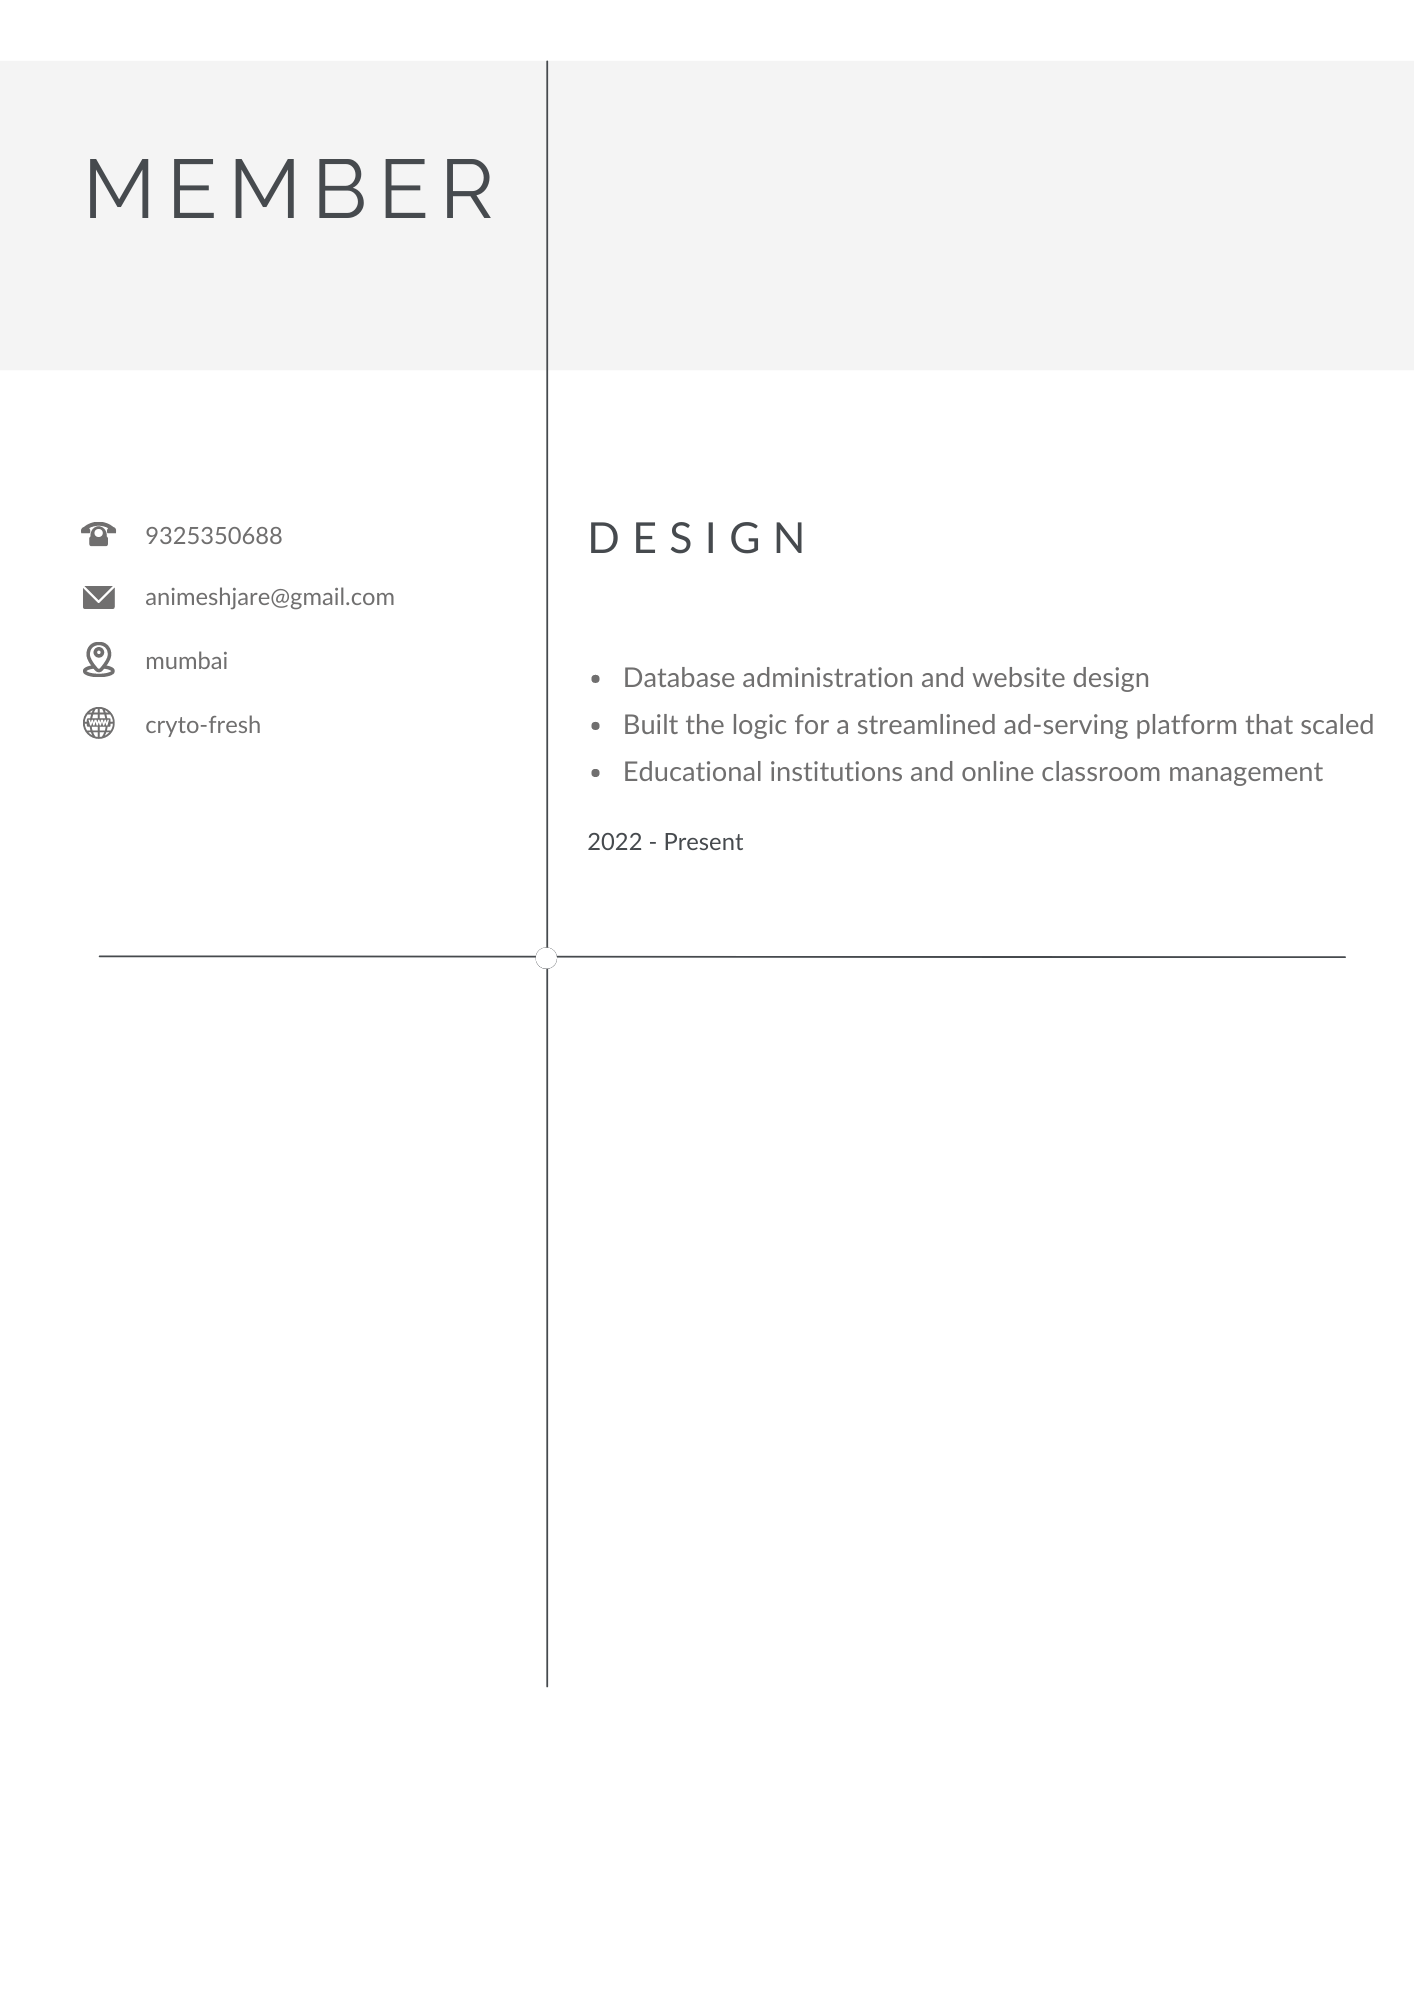 MEMBER
9325350688
animeshjare@gmail.com
mumbai
cryto-fresh
DESIGN
• Database administration and website design
• Built the logic for a streamlined ad-serving platform that scaled
• Educational institutions and online classroom management
2022 - Present